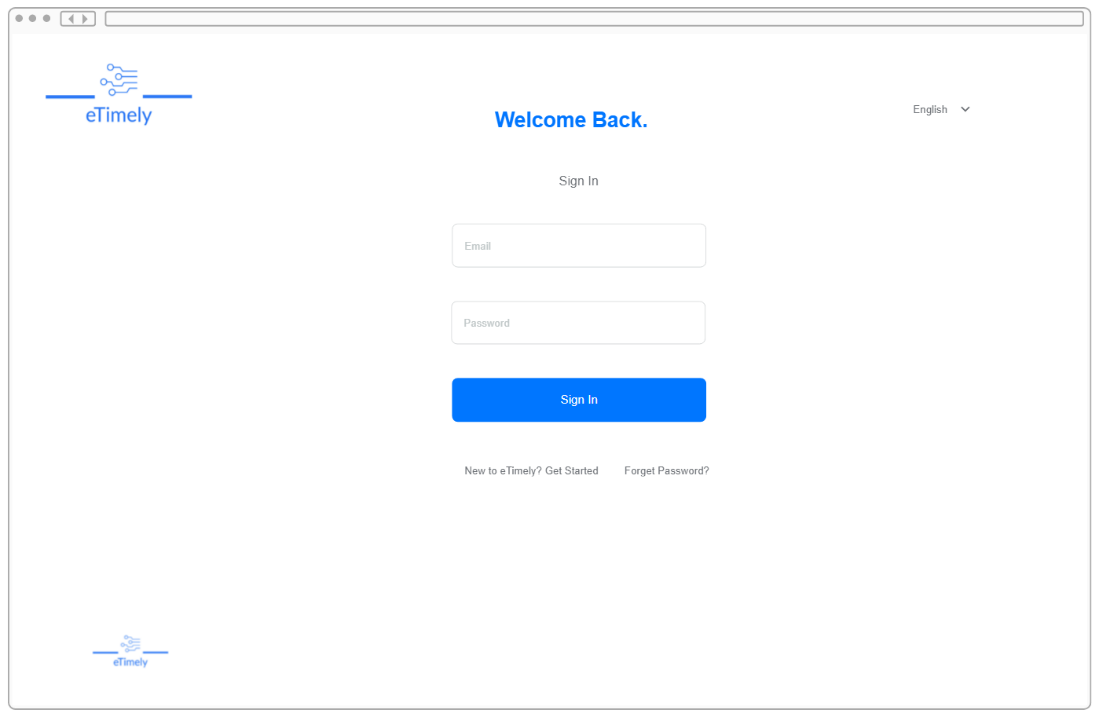 eTimely
Welcome Back.
English
Sign In
Email
Password
Sign In
New to eTimely? Get Started
Forget Password?
eTimely